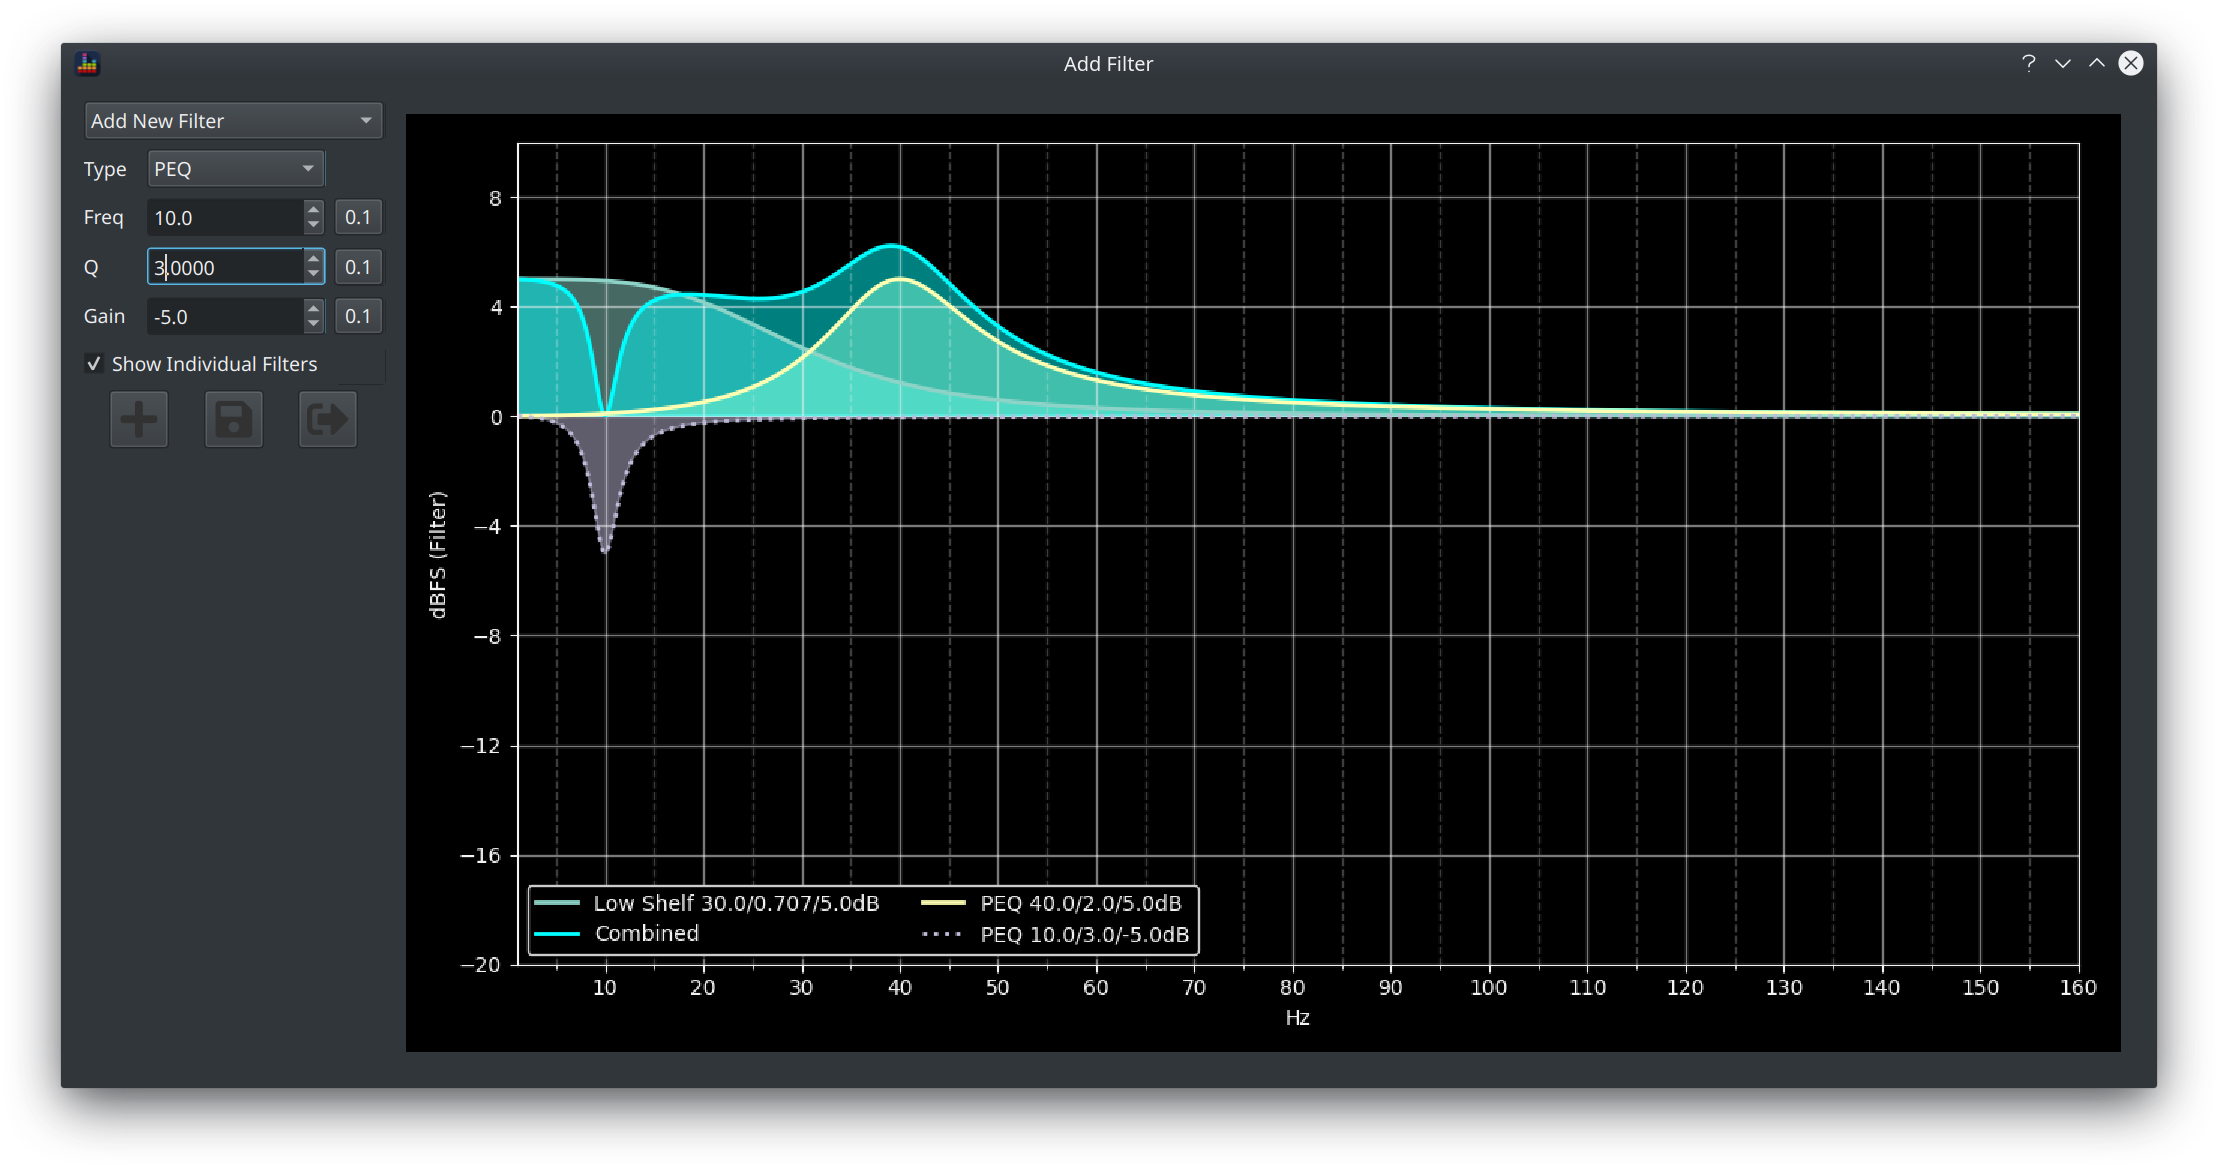 Add Filter
?
Add New Filter
Type PEQ
Freq 10.0 0.1
Q 3.0000 0.1
Gain -5.0 0.1
Show Individual Filters
8
4
0
−4
−8
−12
−16
−20
dBFS (Filter)
Low Shelf 30.0/0.707/5.0dB PEQ 40.0/2.0/5.0dB
Combined PEQ 10.0/3.0/-5.0dB
10 20 30 40 50 60 70 80 90 100 110 120 130 140 150 160
Hz